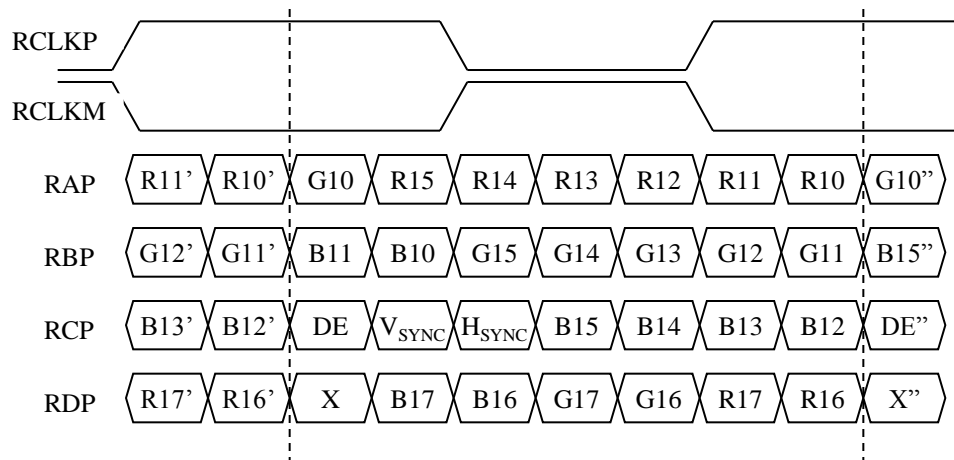 RCLKP
RCLKM
RAP R11’ R10’ G10 R15 R14 R13 R12 R11 R10 G10”
RBP G12’ G11’ B11 B10 G15 G14 G13 G12 G11 B15”
RCP B13’ B12’ DE VSYNC HSYNC B15 B14 B13 B12 DE”
RDP R17’ R16’ X B17 B16 G17 G16 R17 R16 X”